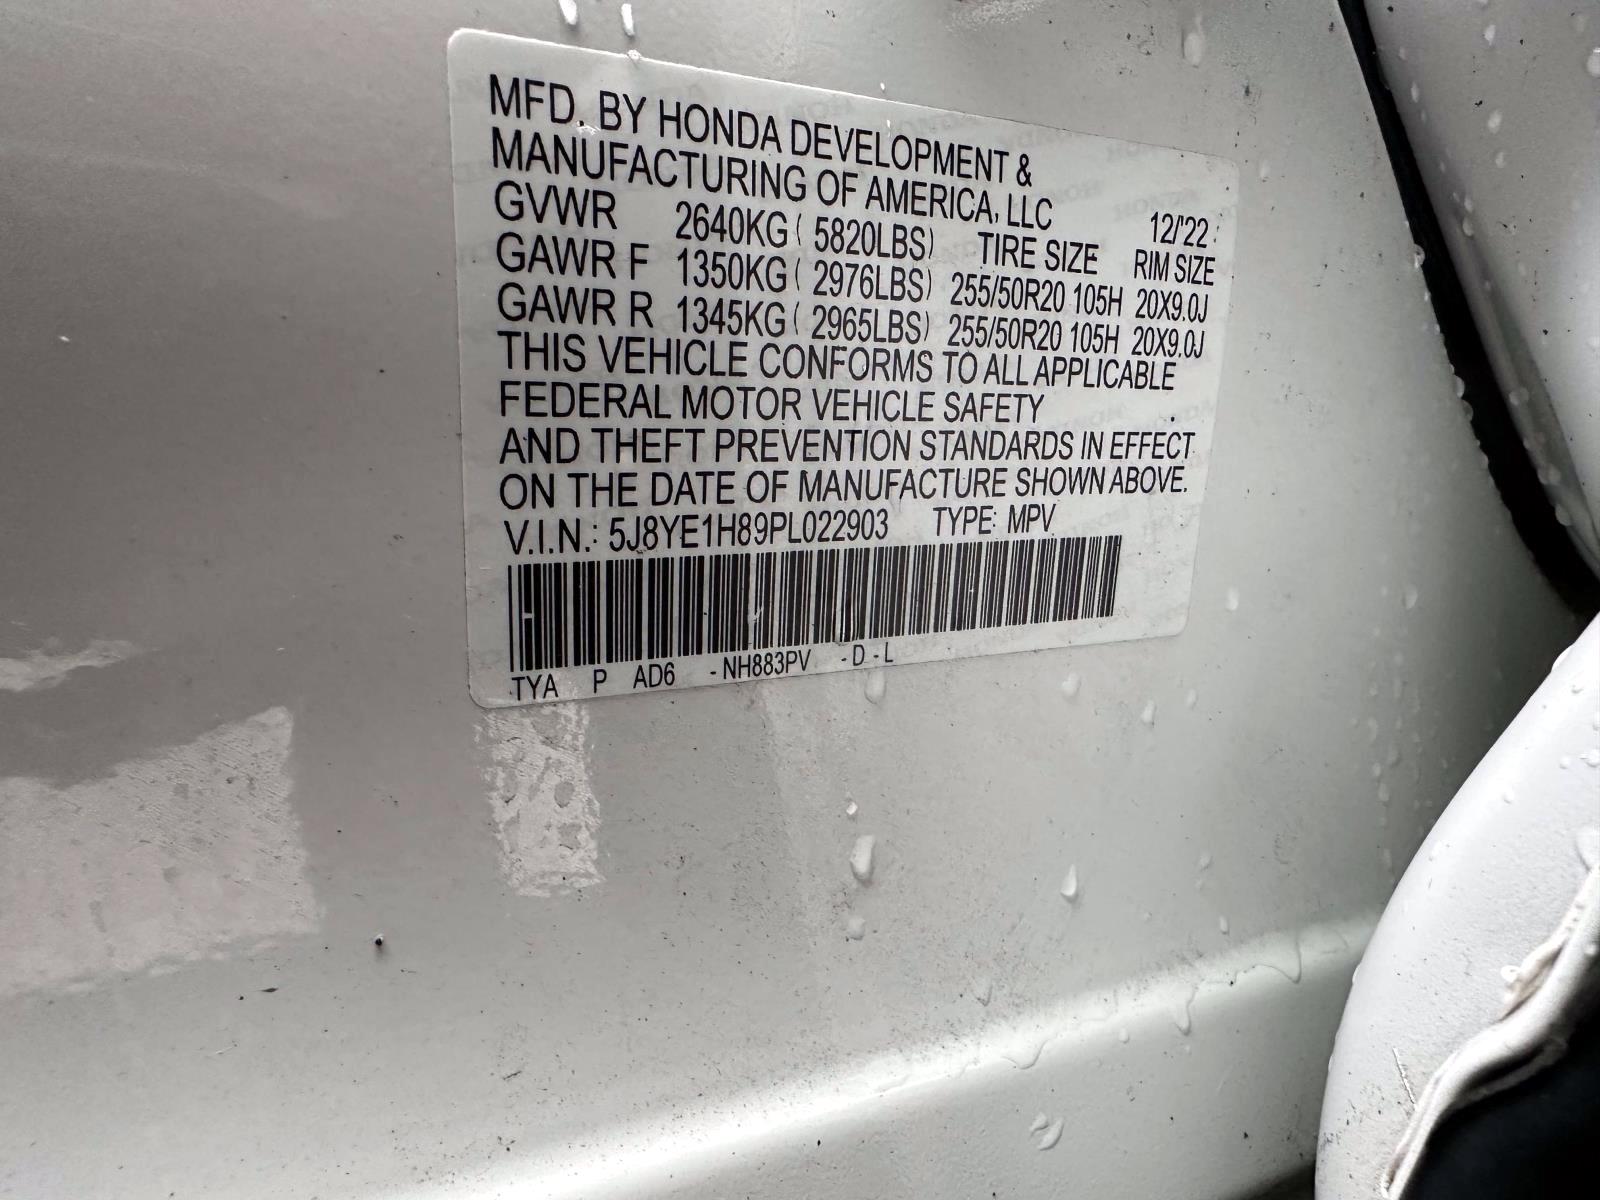 MFD. BY HONDA DEVELOPMENT &
MANUFACTURING OF AMERICA, LLC 12/'22
GVWR 2640KG ( 5820LBS) TIRE SIZE RIM SIZE
GAWR F 1350KG ( 2976LBS) 255/50R20 105H 20X9.0J
GAWR R 1345KG ( 2965LBS) 255/50R20 105H 20X9.0J
THIS VEHICLE CONFORMS TO ALL APPLICABLE
FEDERAL MOTOR VEHICLE SAFETY
AND THEFT PREVENTION STANDARDS IN EFFECT
ON THE DATE OF MANUFACTURE SHOWN ABOVE.
V.I.N.: 5J8YE1H89PL022903 TYPE: MPV
TYA P AD6 -NH883PV -D-L